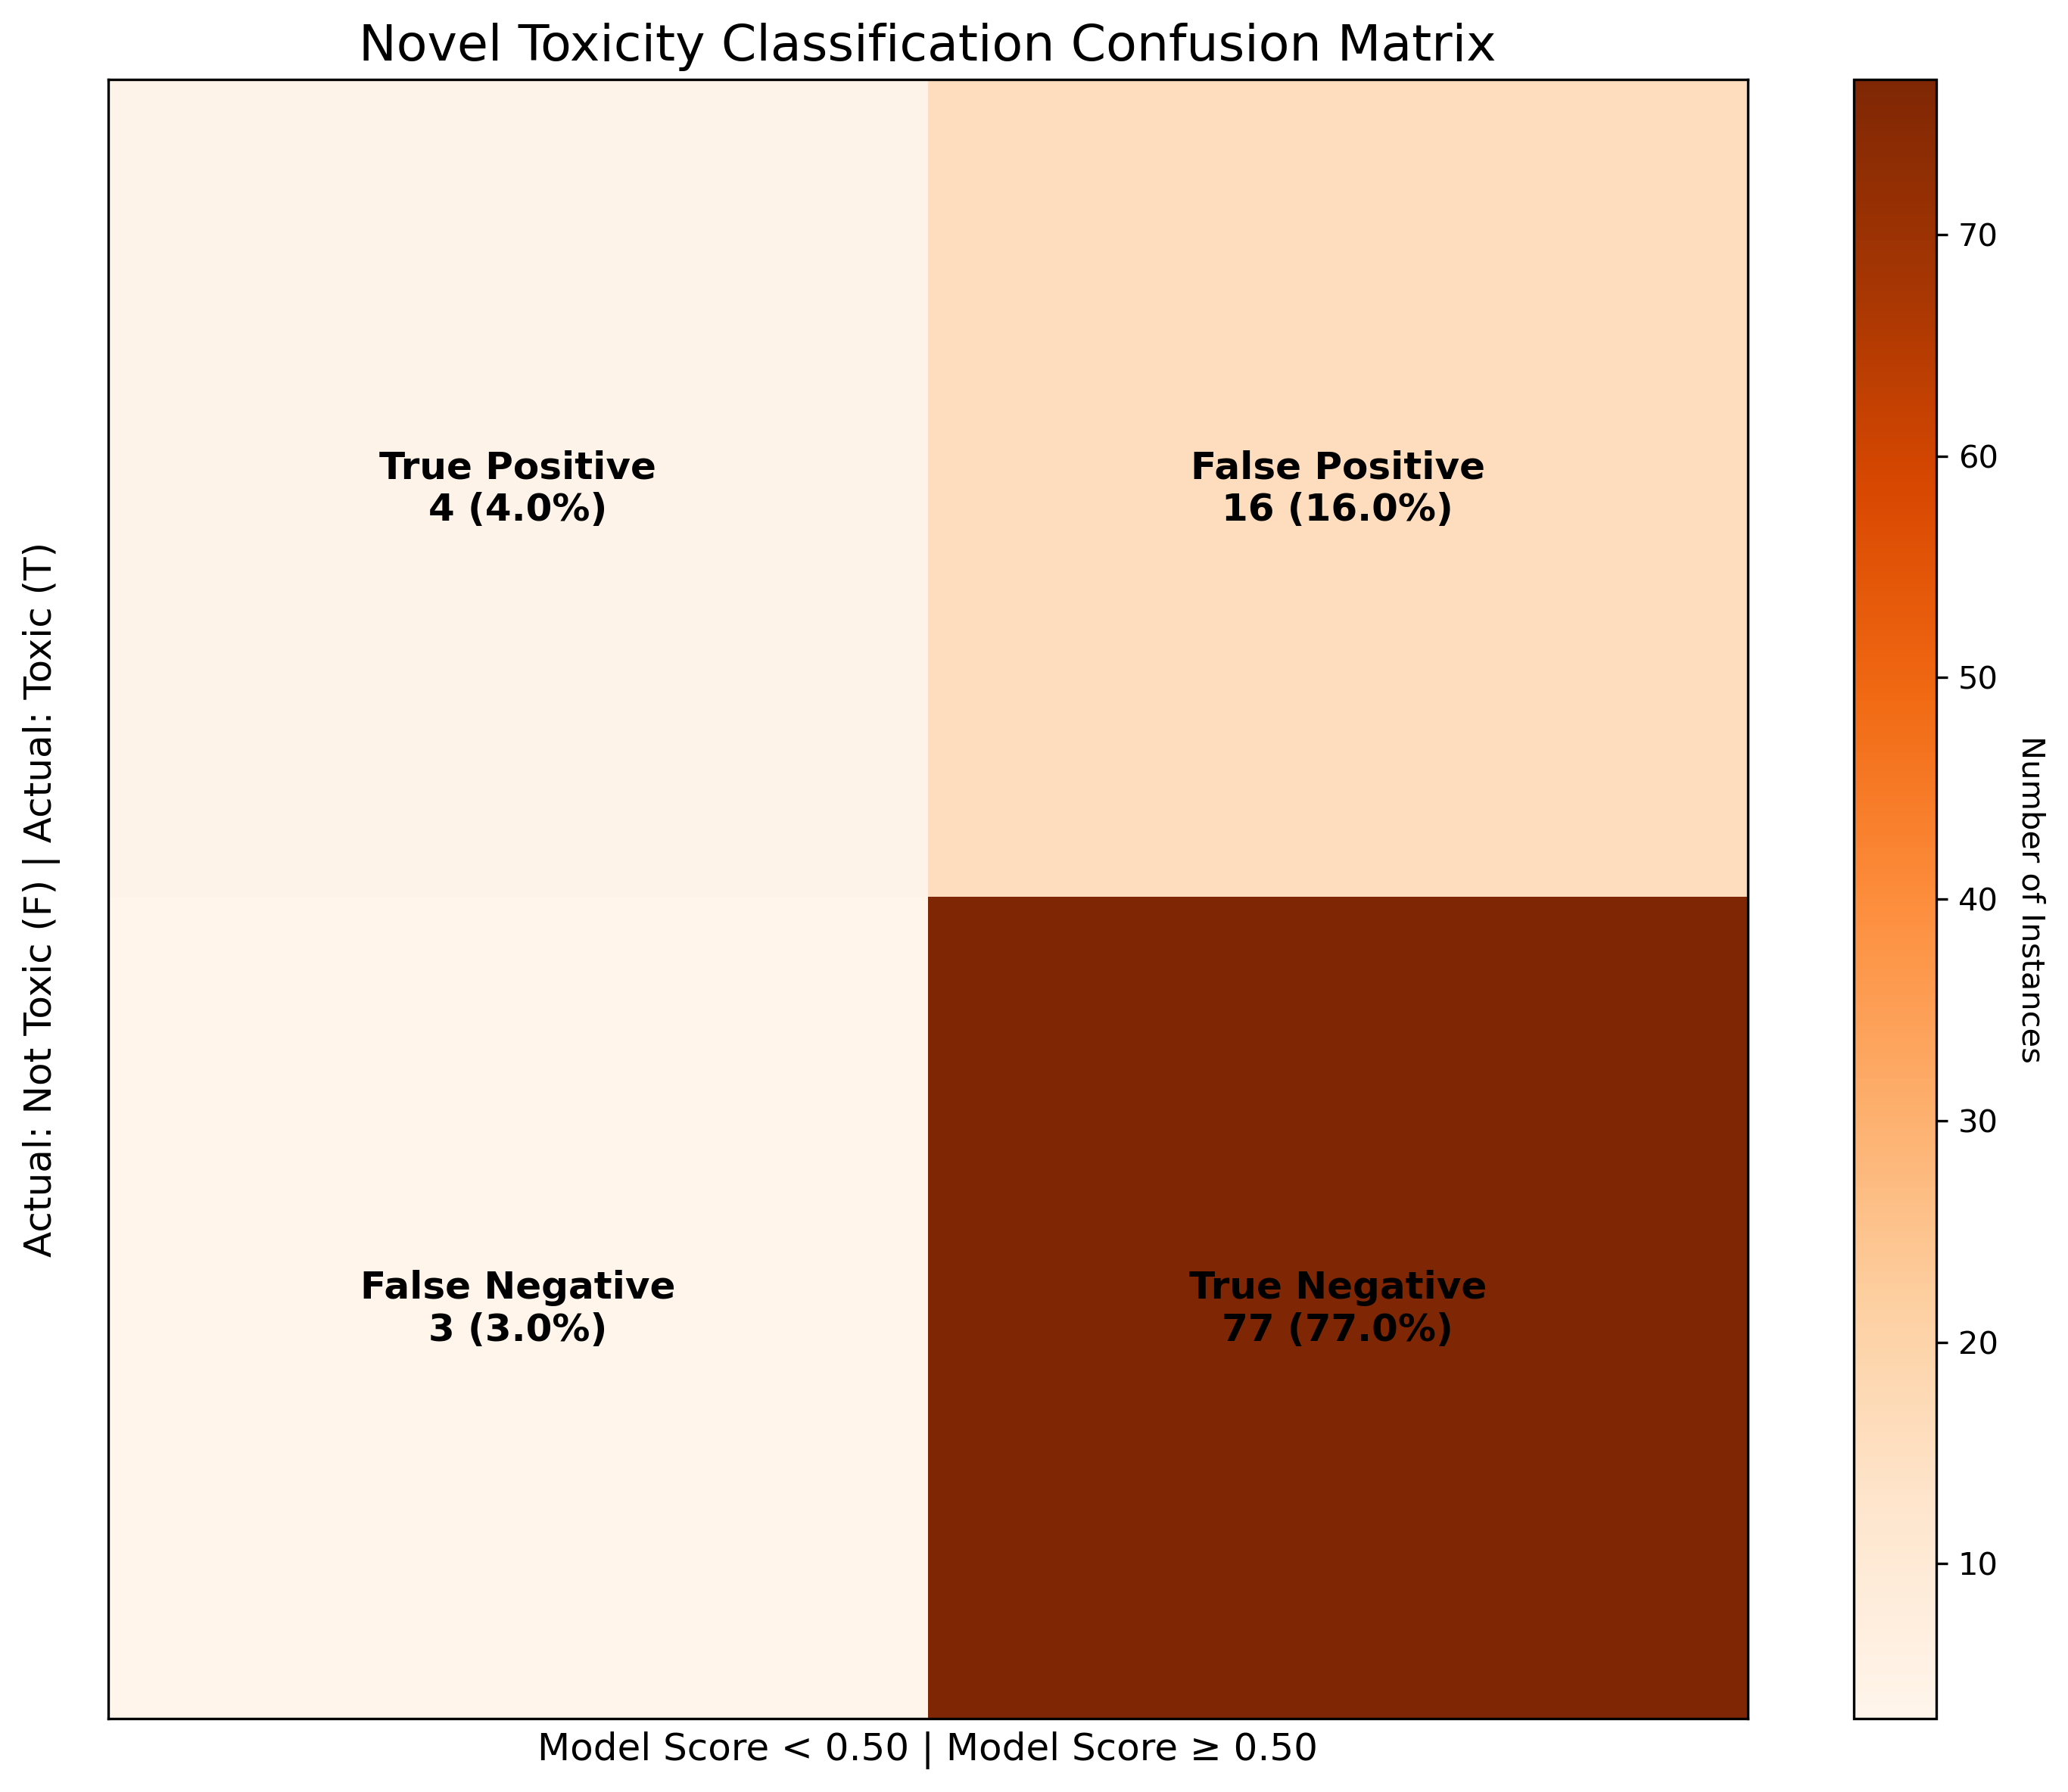 Novel Toxicity Classification Confusion Matrix
Actual: Not Toxic (F) | Actual: Toxic (T)
True Positive
4 (4.0%)
False Positive
16 (16.0%)
False Negative
3 (3.0%)
True Negative
77 (77.0%)
Model Score < 0.50 | Model Score ≥ 0.50
70
60
50
40
30
20
10
Number of Instances